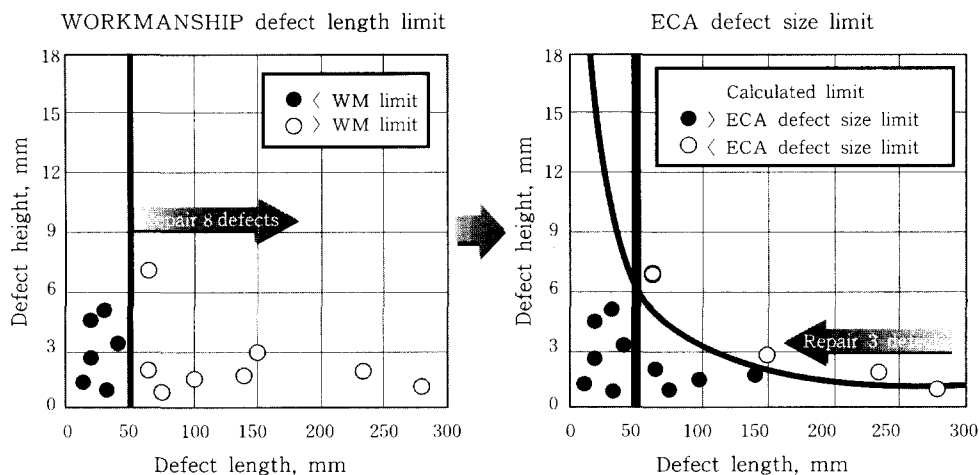 WORKMANSHIP defect length limit
Defect height, mm
18
15
12
9
6
3
0
● < WM limit
○ > WM limit
Repair 8 defects
0 50 100 150 200 250 300
Defect length, mm
ECA defect size limit
Defect height, mm
18
15
12
9
6
3
0
Calculated limit
● > ECA defect size limit
○ < ECA defect size limit
Repair 3 defects
0 50 100 150 200 250 300
Defect length, mm